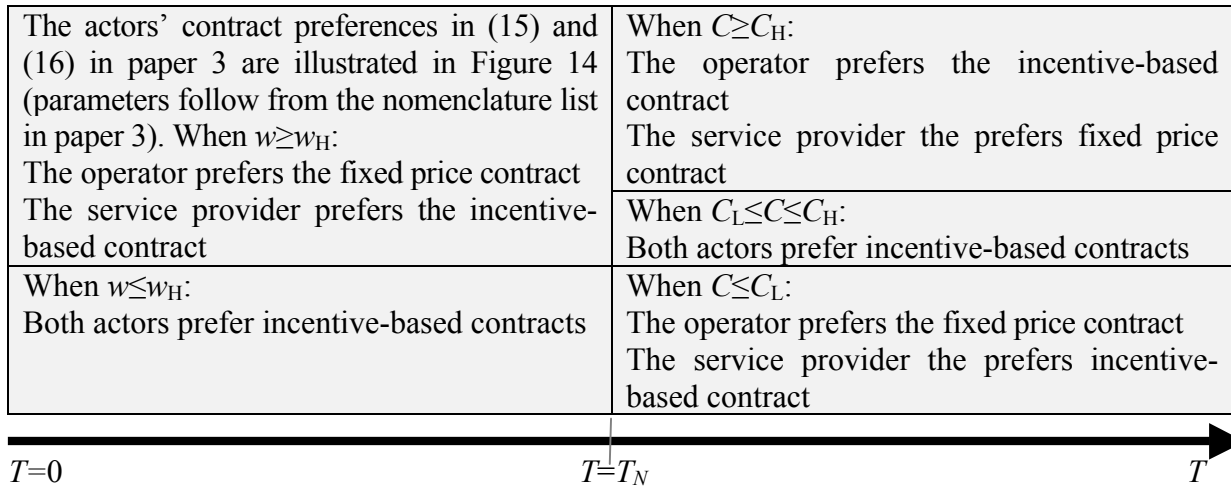 The actors' contract preferences in (15) and
(16) in paper 3 are illustrated in Figure 14
(parameters follow from the nomenclature list
in paper 3). When w≥wH:
The operator prefers the fixed price contract
The service provider prefers the incentive-
based contract
When w≤wH:
Both actors prefer incentive-based contracts
When C≥CH:
The operator prefers the incentive-based
contract
The service provider the prefers fixed price
contract
When CL≤C≤CH:
Both actors prefer incentive-based contracts
When C≤CL:
The operator prefers the fixed price contract
The service provider the prefers incentive-
based contract
T=0 T=TN T